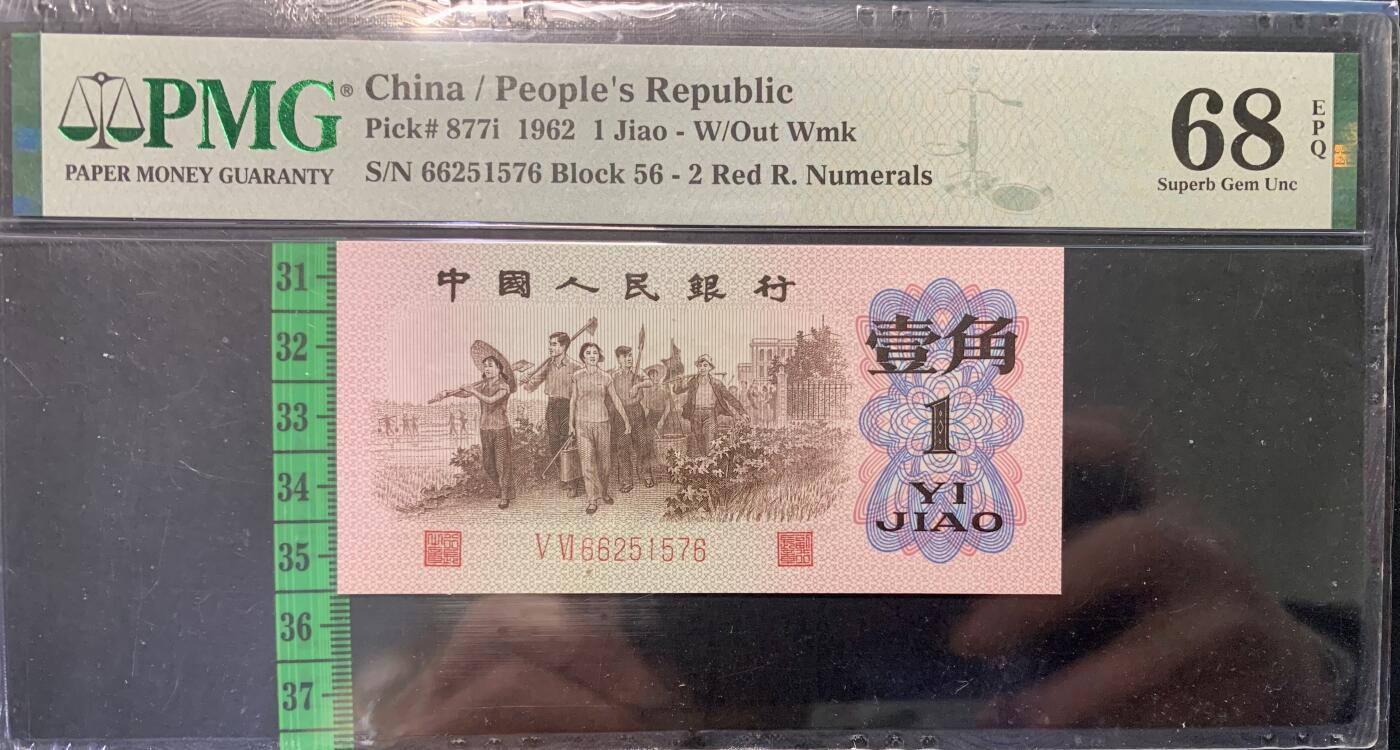 PMG®
PAPER MONEY GUARANTY
China / People's Republic
Pick# 877i 1962 1 Jiao - W/Out Wmk
S/N 66251576 Block 56 - 2 Red R. Numerals
68
EPQ
Superb Gem Unc
31
32
33
34
35
36
37
中國人民銀行
壹角
1
YI
JIAO
V VI 66251576